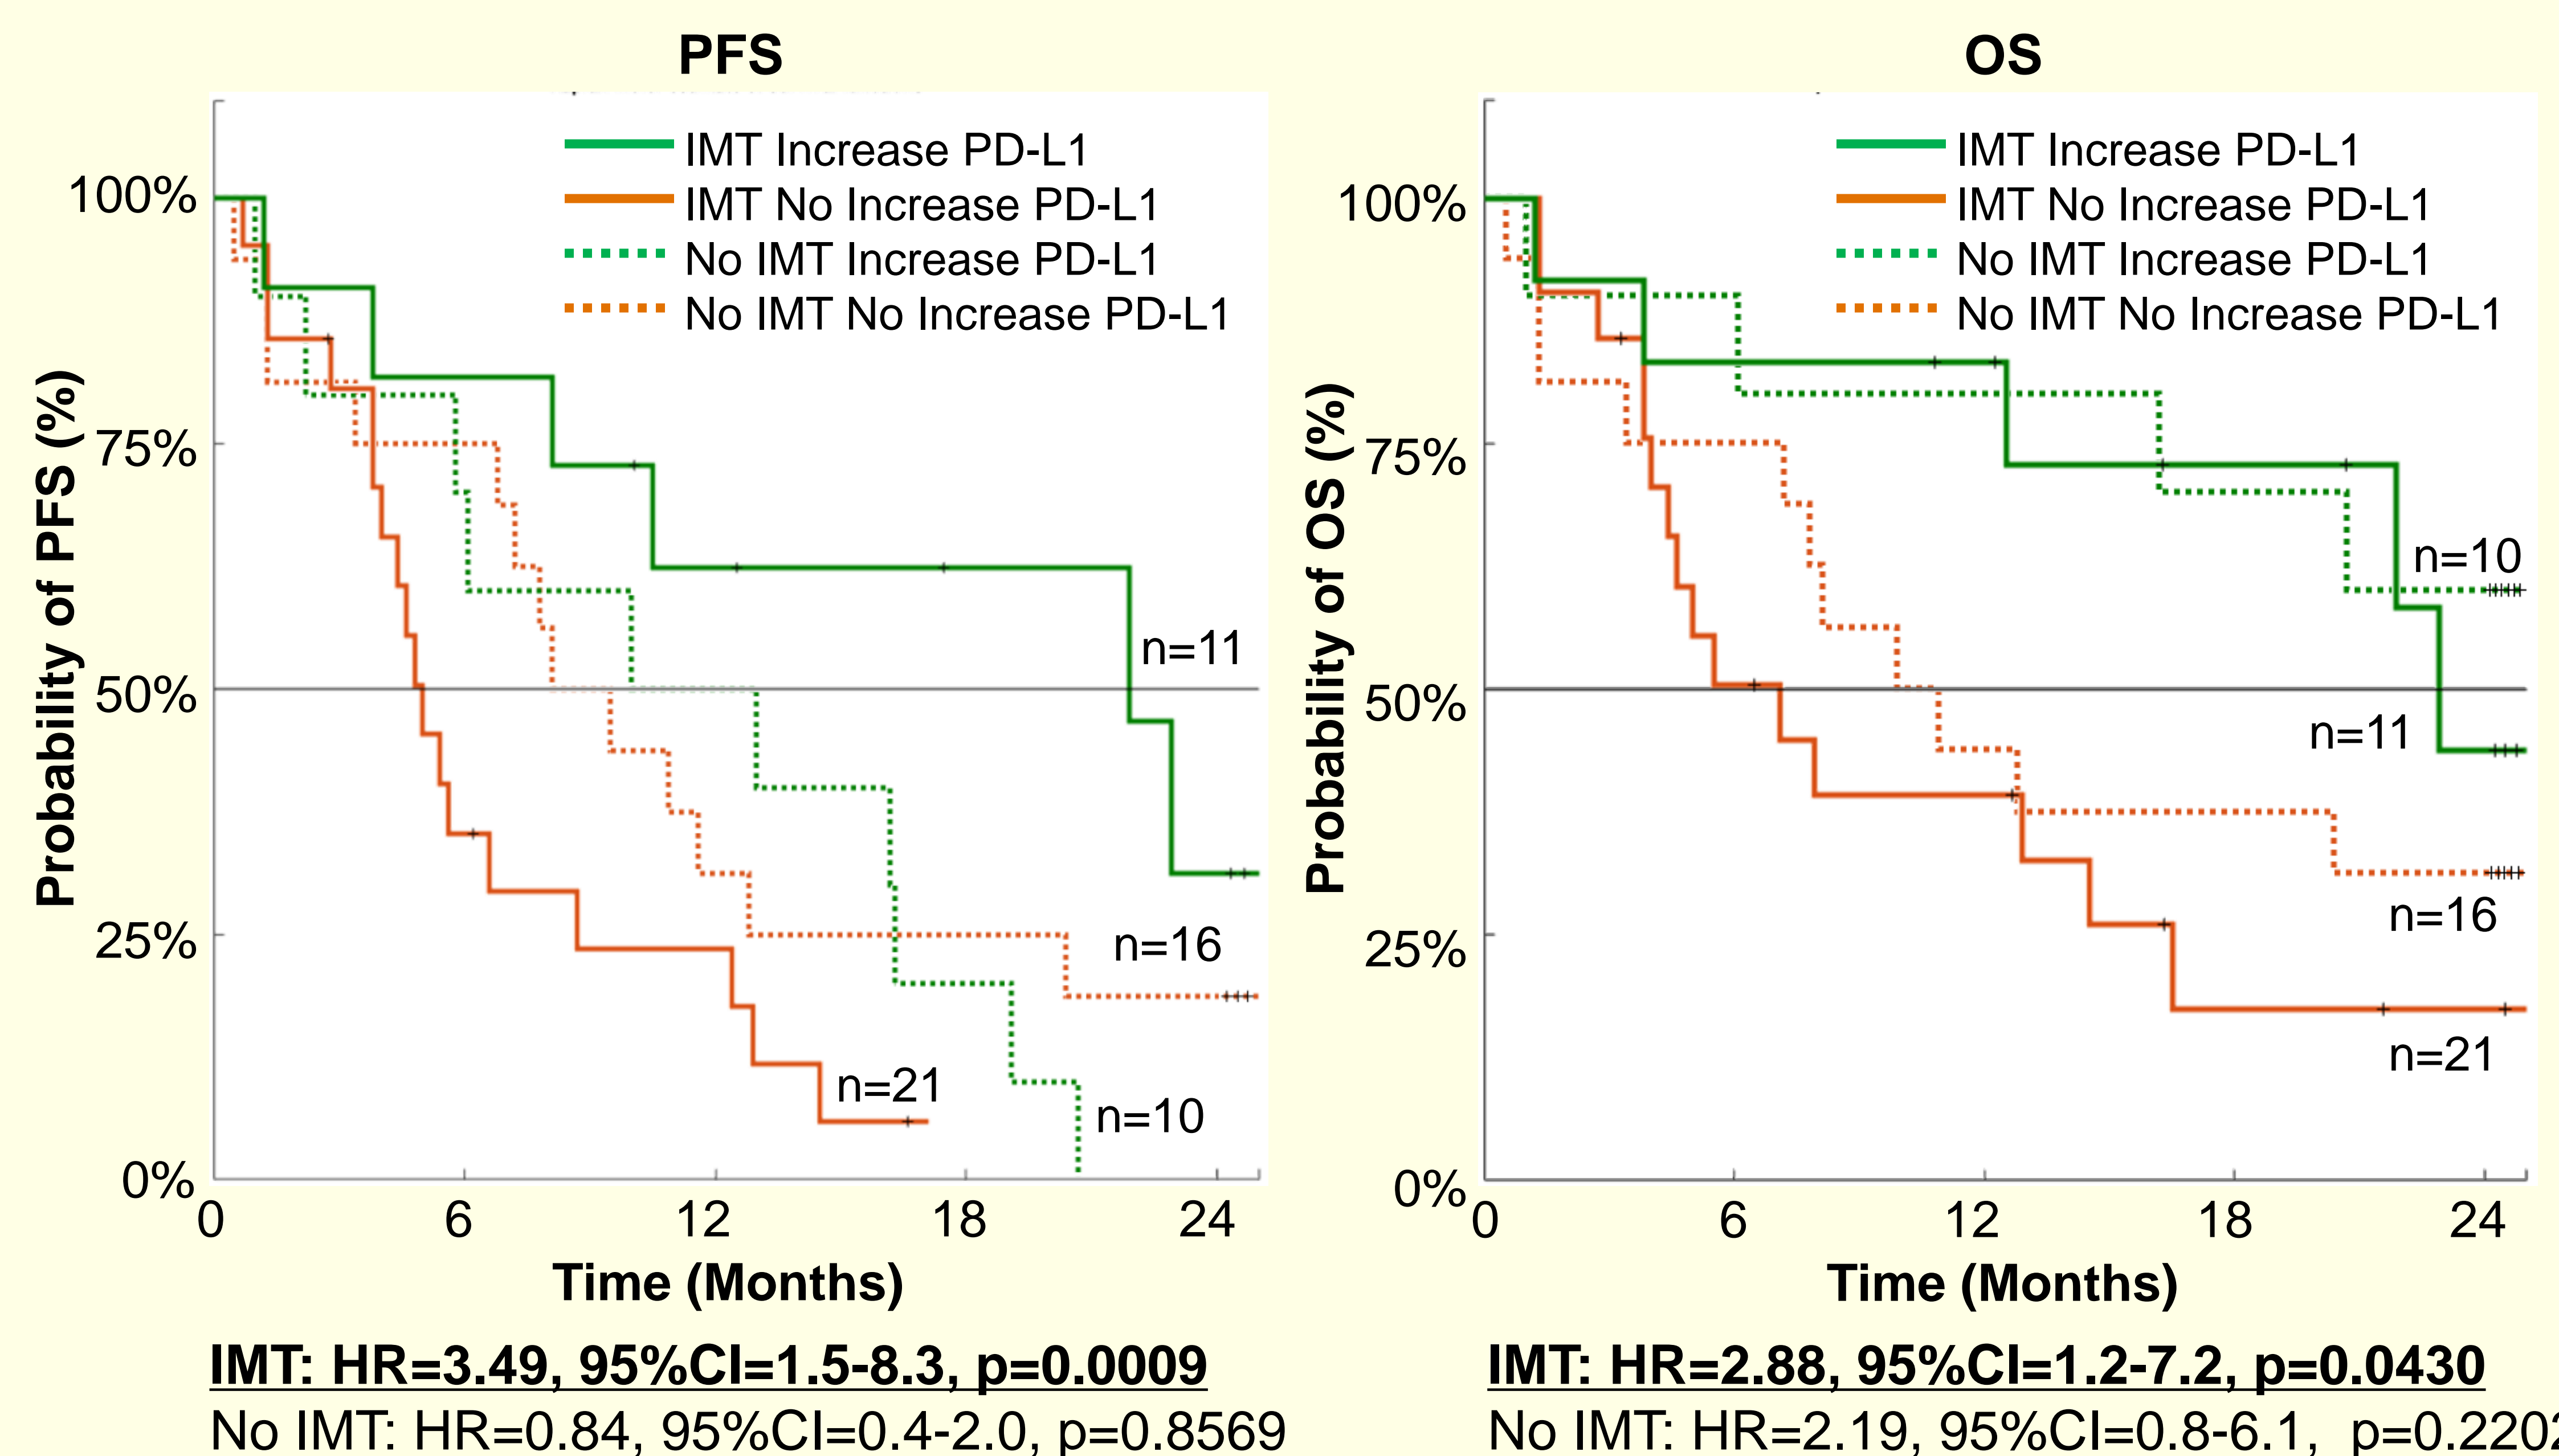 PFS
IMT Increase PD-L1
IMT No Increase PD-L1
No IMT Increase PD-L1
No IMT No Increase PD-L1
Probability of PFS (%)
100%
75%
50%
25%
0%
n=11
n=16
n=21
n=10
0 6 12 18 24
Time (Months)
IMT: HR=3.49, 95%CI=1.5-8.3, p=0.0009
No IMT: HR=0.84, 95%CI=0.4-2.0, p=0.8569
OS
IMT Increase PD-L1
IMT No Increase PD-L1
No IMT Increase PD-L1
No IMT No Increase PD-L1
Probability of OS (%)
100%
75%
50%
25%
0%
n=10
n=11
n=16
n=21
0 6 12 18 24
Time (Months)
IMT: HR=2.88, 95%CI=1.2-7.2, p=0.0430
No IMT: HR=2.19, 95%CI=0.8-6.1, p=0.2202